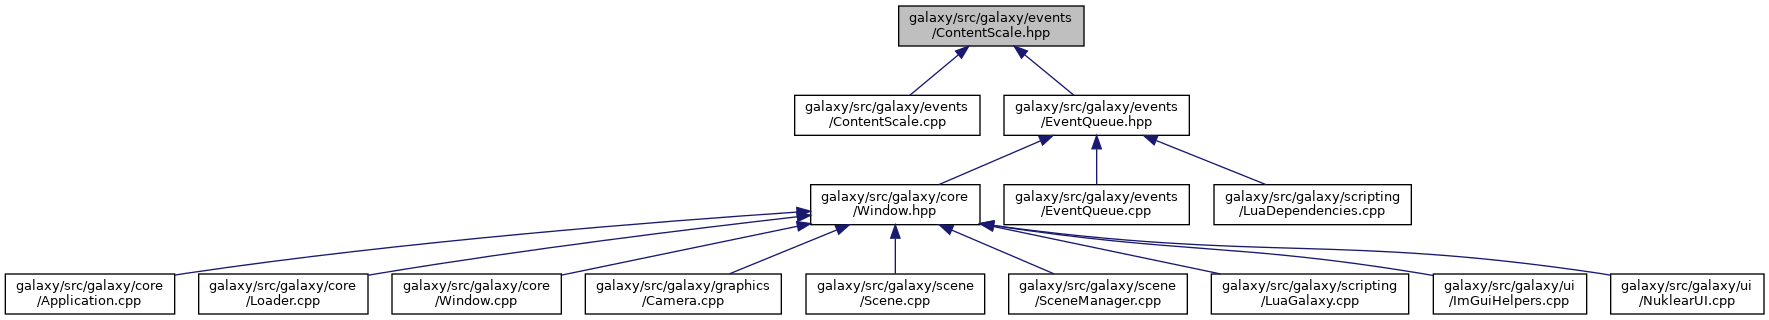 galaxy/src/galaxy/events
/ContentScale.hpp
galaxy/src/galaxy/events
/ContentScale.cpp
galaxy/src/galaxy/events
/EventQueue.hpp
galaxy/src/galaxy/core
/Window.hpp
galaxy/src/galaxy/events
/EventQueue.cpp
galaxy/src/galaxy/scripting
/LuaDependencies.cpp
galaxy/src/galaxy/core
/Application.cpp
galaxy/src/galaxy/core
/Loader.cpp
galaxy/src/galaxy/core
/Window.cpp
galaxy/src/galaxy/graphics
/Camera.cpp
galaxy/src/galaxy/scene
/Scene.cpp
galaxy/src/galaxy/scene
/SceneManager.cpp
galaxy/src/galaxy/scripting
/LuaGalaxy.cpp
galaxy/src/galaxy/ui
/ImGuiHelpers.cpp
galaxy/src/galaxy/ui
/NuklearUI.cpp